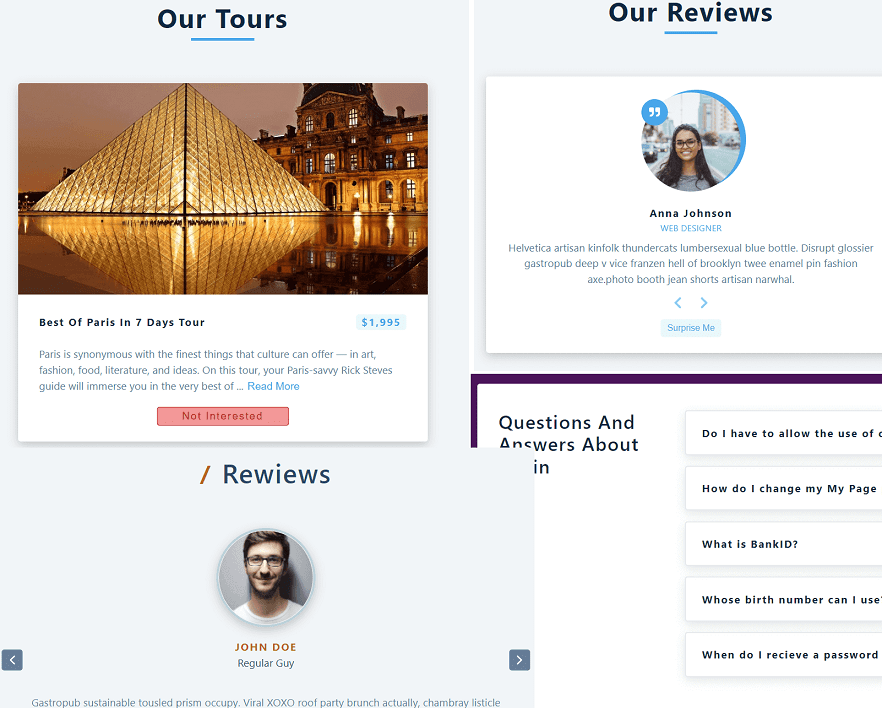 Our Tours
Best Of Paris In 7 Days Tour
$1,995
Paris is synonymous with the finest things that culture can offer — in art,
fashion, food, literature, and ideas. On this tour, your Paris-savvy Rick Steves
guide will immerse you in the very best of ... Read More
Not Interested
Our Reviews
Anna Johnson
WEB DESIGNER
Helvetica artisan kinfolk thundercats lumbersexual blue bottle. Disrupt glossier
gastropub deep v vice franzen hell of brooklyn twee enamel pin fashion
axe.photo booth jean shorts artisan narwhal.
Surprise Me
/ Rewiews
JOHN DOE
Regular Guy
Gastropub sustainable tousled prism occupy. Viral XOXO roof party brunch actually, chambray listicle
Questions And
Answers About
in
Do I have to allow the use of
How do I change my My Page
What is BankID?
Whose birth number can I use?
When do I recieve a password